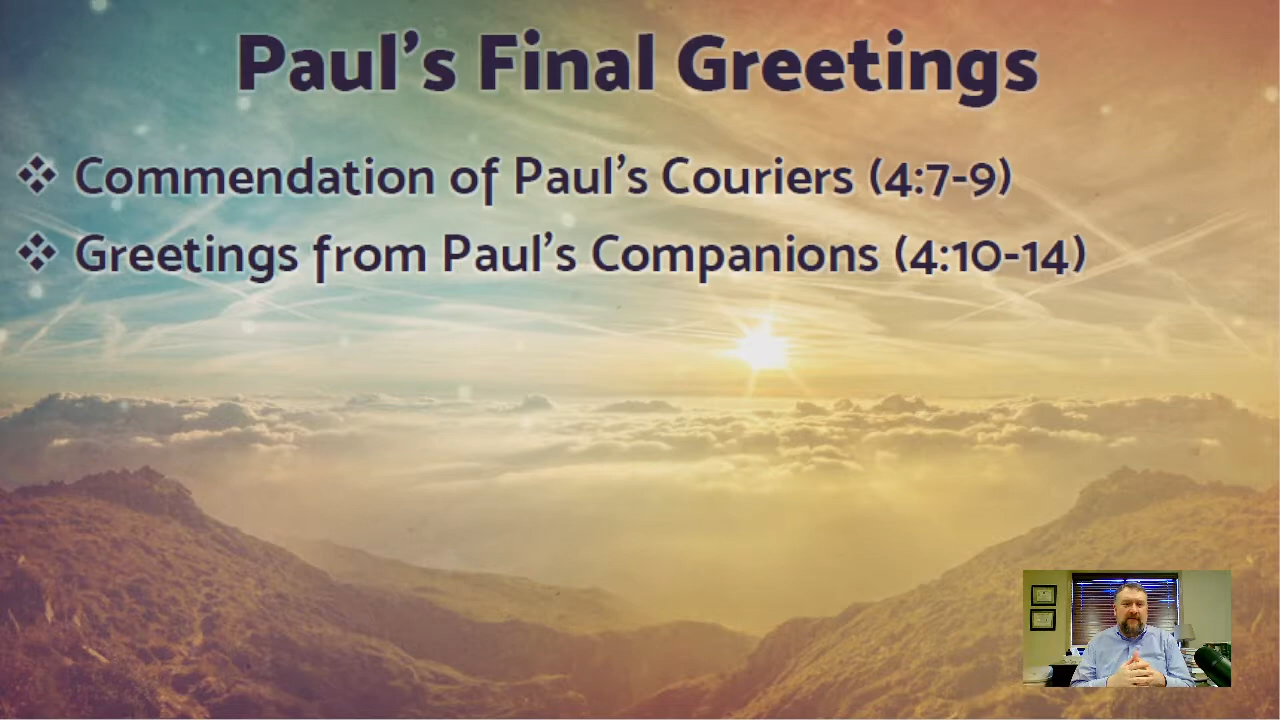 Paul's Final Greetings
❖ Commendation of Paul's Couriers (4:7-9)
❖ Greetings from Paul's Companions (4:10-14)